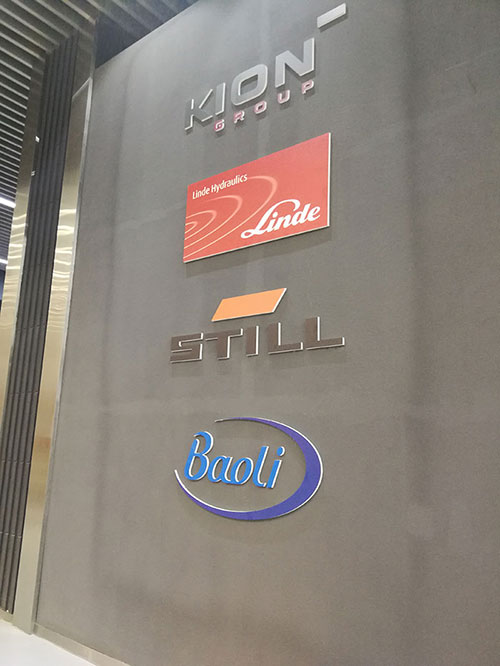 KION
GROUP
Linde Hydraulics
Linde
STILL
Baoli